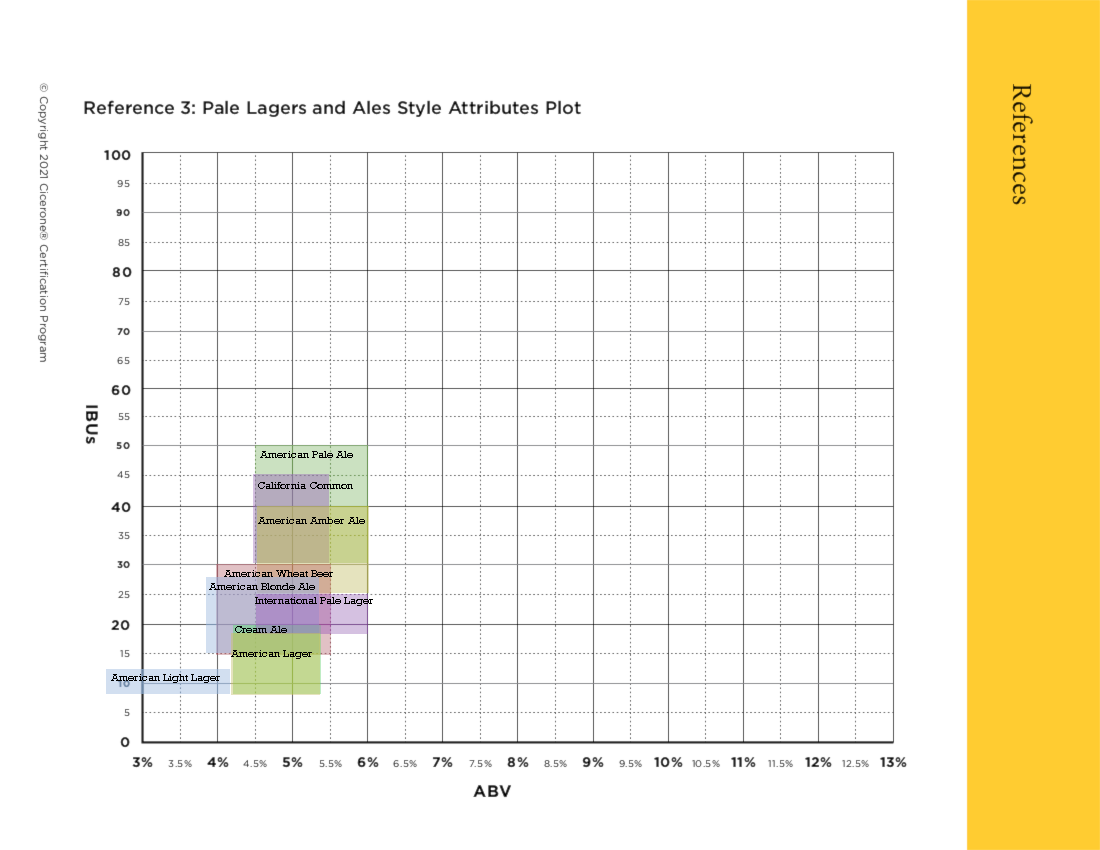 References
© Copyright 2021 Cicerone® Certification Program
Reference 3: Pale Lagers and Ales Style Attributes Plot
100
95
90
85
80
75
70
65
60
55
50
45
40
35
30
25
20
15
10
5
0
IBUs
American Pale Ale
California Common
American Amber Ale
American Wheat Beer
American Blonde Ale
International Pale Lager
Cream Ale
American Lager
American Light Lager
3% 3.5% 4% 4.5% 5% 5.5% 6% 6.5% 7% 7.5% 8% 8.5% 9% 9.5% 10% 10.5% 11% 11.5% 12% 12.5% 13%
ABV